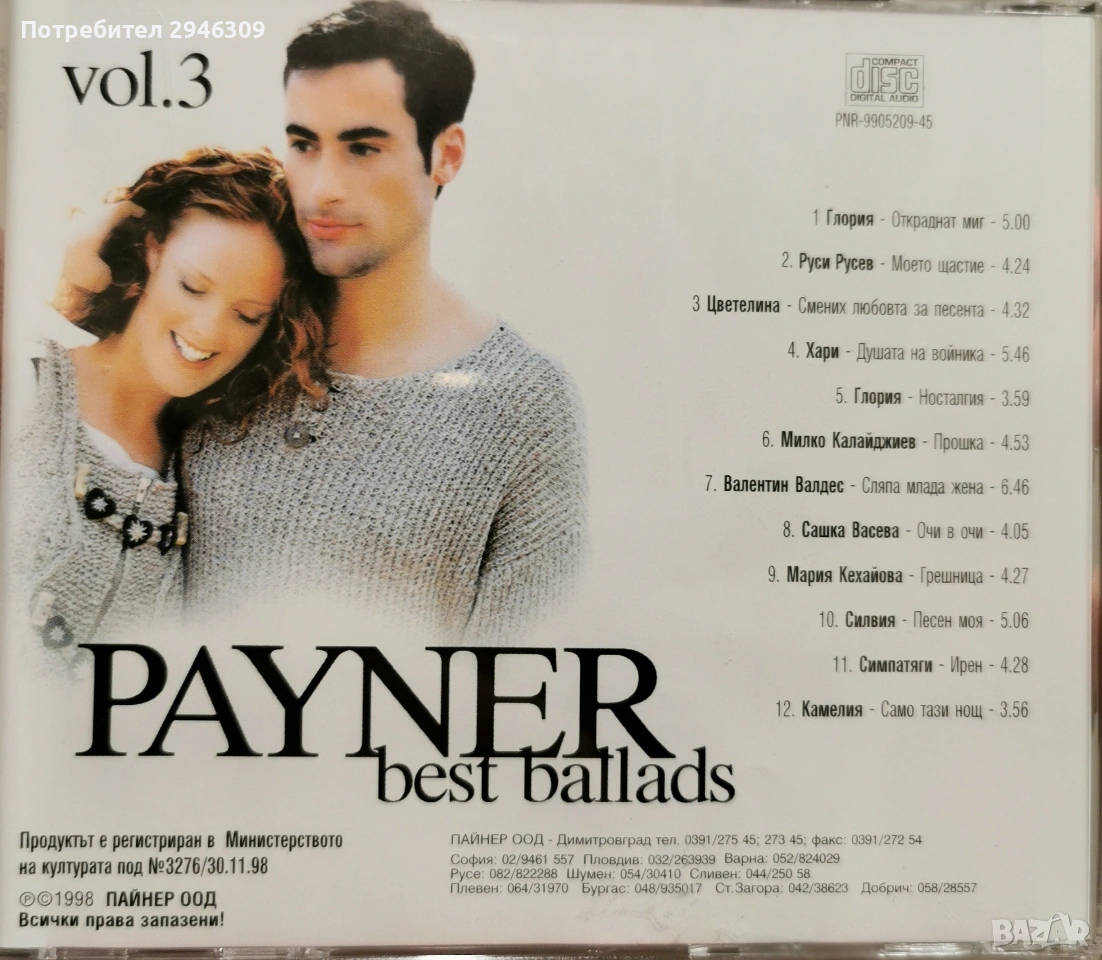 Потребител 2946309
vol.3
COMPACT
disc
DIGITAL AUDIO
PNR-9905209-45
1 Глория - Откраднат миг - 5.00
2. Руси Русев - Моето щастие - 4.24
3 Цветелина - Смених любовта за песента - 4.32
4. Хари - Душата на войника - 5.46
5. Глория - Носталгия - 3.59
6. Милко Калайджиев - Прошка - 4.53
7. Валентин Валдес - Сляпа млада жена - 6.46
8. Сашка Васева - Очи в очи - 4.05
9. Мария Кехайова - Грешница - 4.27
10. Силвия - Песен моя - 5.06
11. Симпатяги - Ирен - 4.28
12. Камелия - Само тази нощ - 3.56
PAYNER
best ballads
Продуктът е регистриран в Министерството
на културата под №3276/30.11.98
℗©1998 ПАЙНЕР ООД
Всички права запазени!
ПАЙНЕР ООД - Димитровград тел. 0391/275 45; 273 45; факс: 0391/272 54
София: 02/9461 557 Пловдив: 032/263939 Варна: 052/824029
Русе: 082/822288 Шумен: 054/30410 Сливен: 044/250 58
Плевен: 064/31970 Бургас: 048/935017 Ст.Загора: 042/38623 Добрич: 058/28557
BAZAR